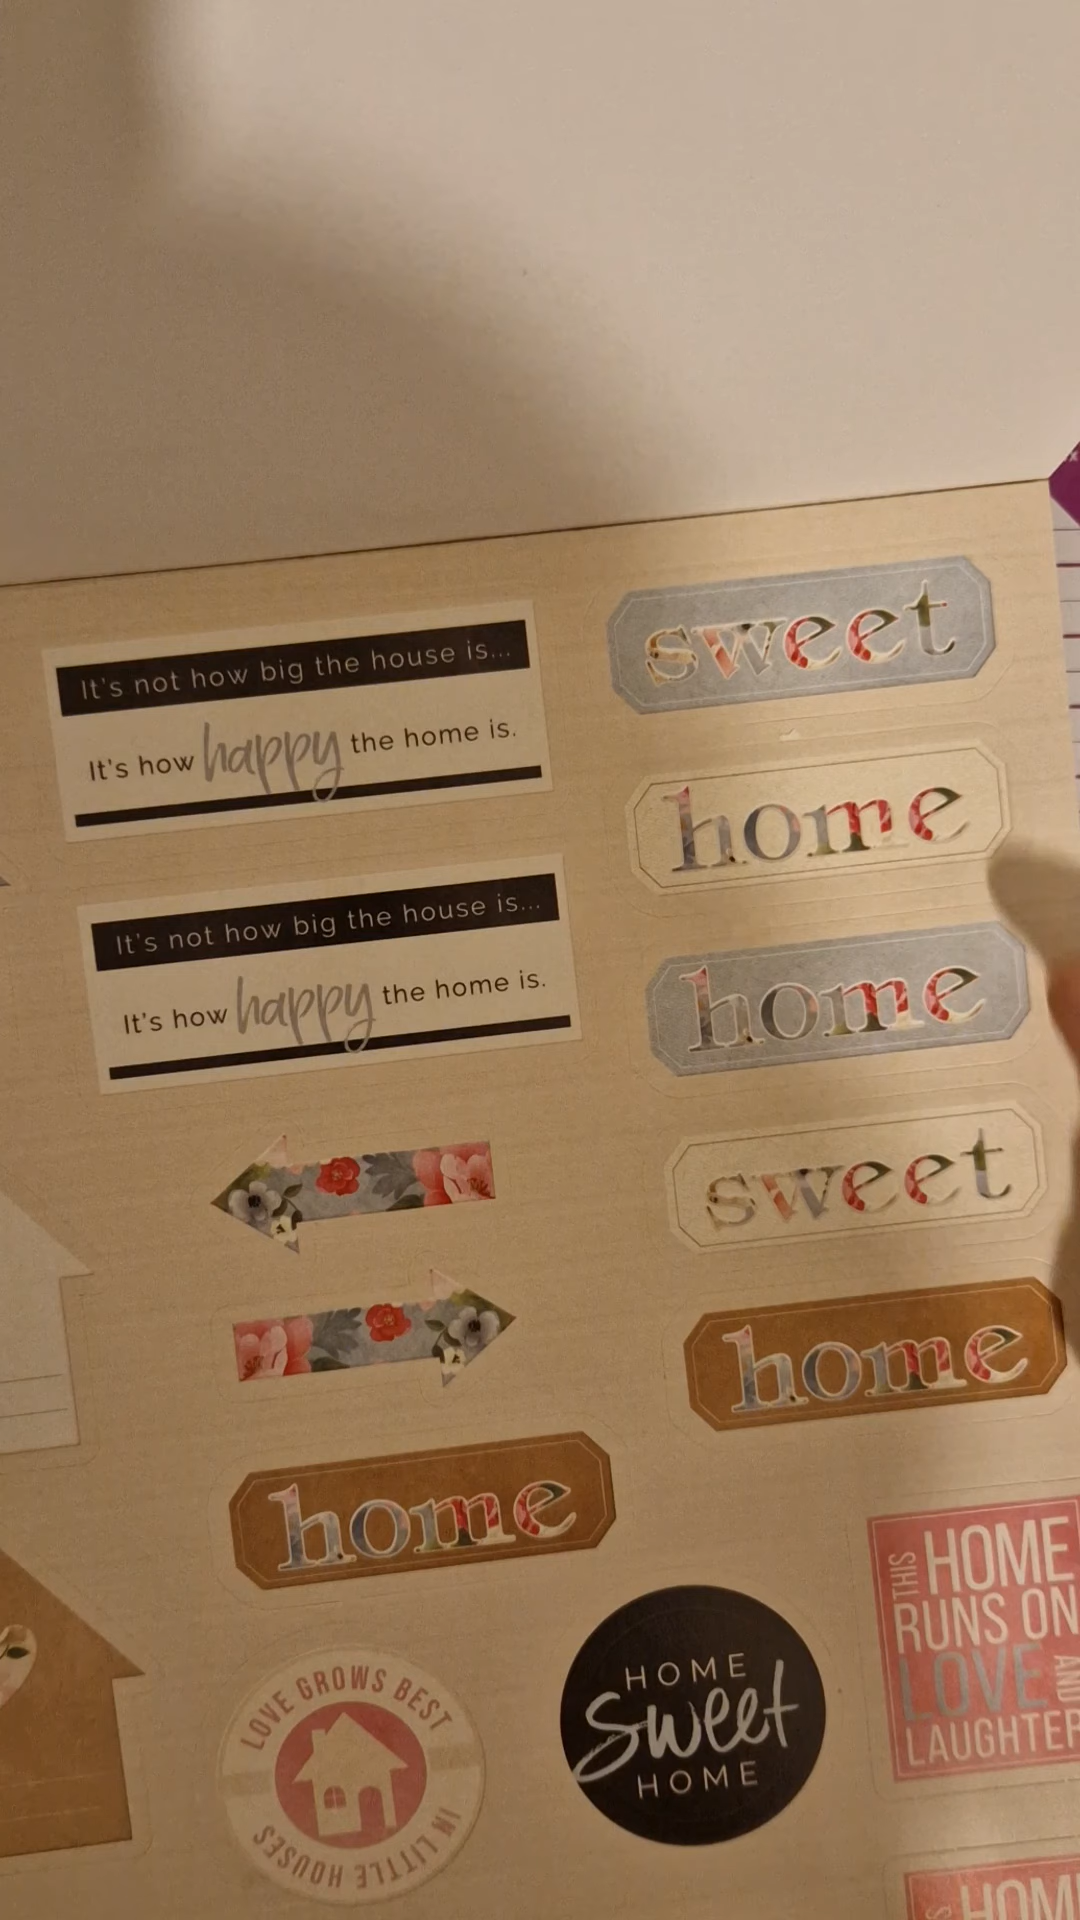 It's not how big the house is...
It's how happy the home is.
It's not how big the house is...
It's how happy the home is.
sweet
home
home
sweet
home
home
LOVE GROWS BEST
IN LITTLE HOUSES
HOME
Sweet
HOME
THIS HOME
RUNS ON
LOVE AND
LAUGHTER
HOM